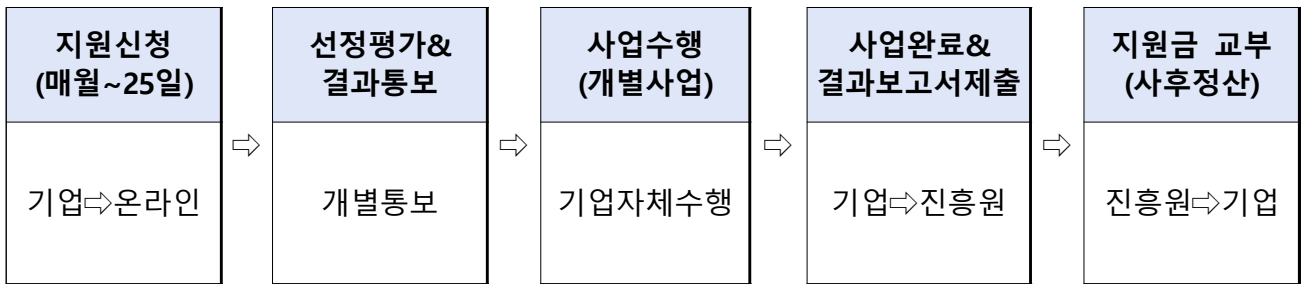 지원신청
(매월~25일)
기업⇨온라인
⇨
선정평가&
결과통보
개별통보
⇨
사업수행
(개별사업)
기업자체수행
⇨
사업완료&
결과보고서제출
기업⇨진흥원
⇨
지원금 교부
(사후정산)
진흥원⇨기업